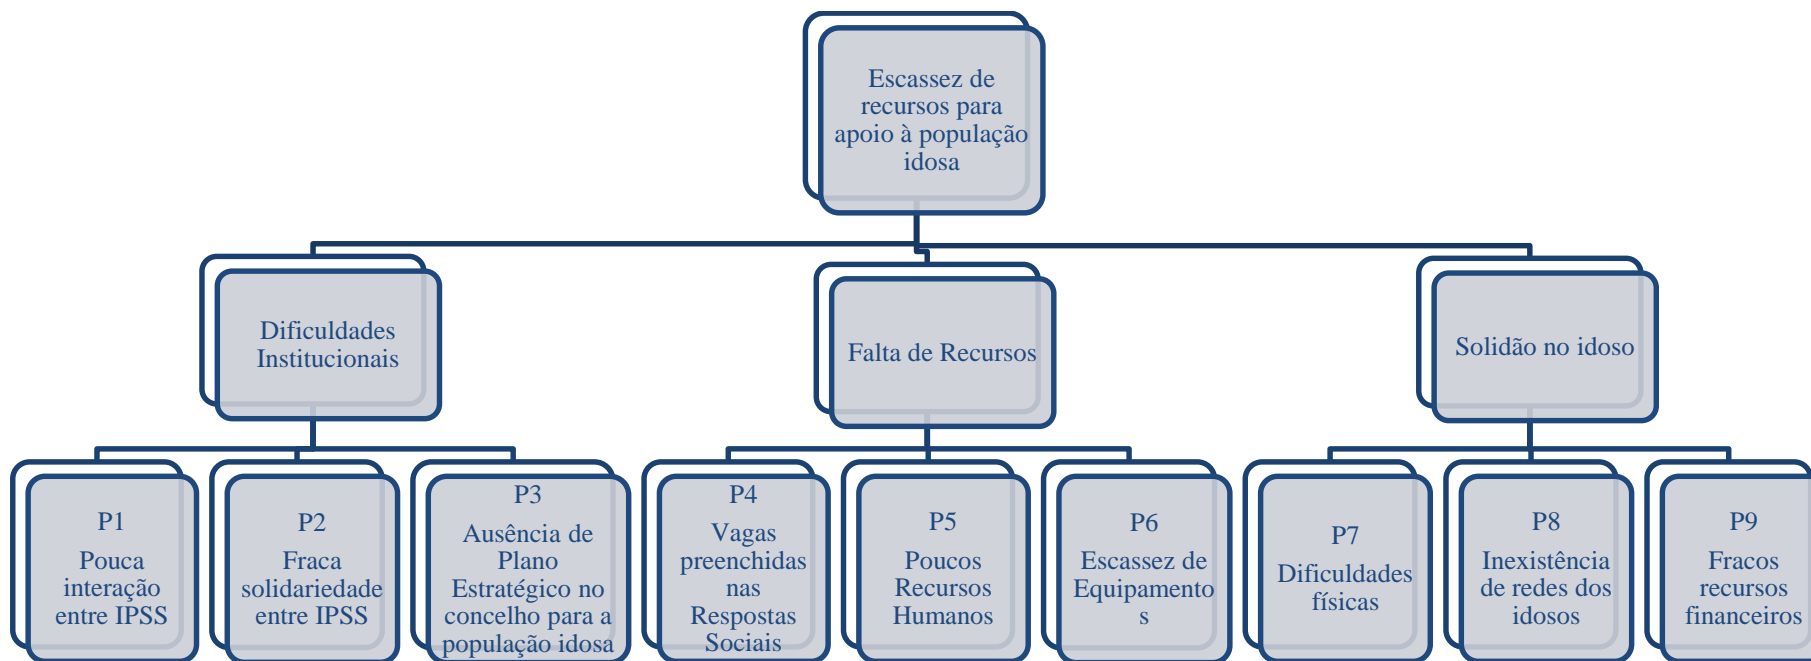 Escassez de
recursos para
apoio à população
idosa
Dificuldades
Institucionais
Falta de Recursos
Solidão no idoso
P1
Pouca
interação
entre IPSS
P2
Fraca
solidariedade
entre IPSS
P3
Ausência de
Plano
Estratégico no
concelho para a
população idosa
P4
Vagas
preenchidas
nas
Respostas
Sociais
P5
Poucos
Recursos
Humanos
P6
Escassez de
Equipamento
s
P7
Dificuldades
físicas
P8
Inexistência
de redes dos
idosos
P9
Fracos
recursos
financeiros